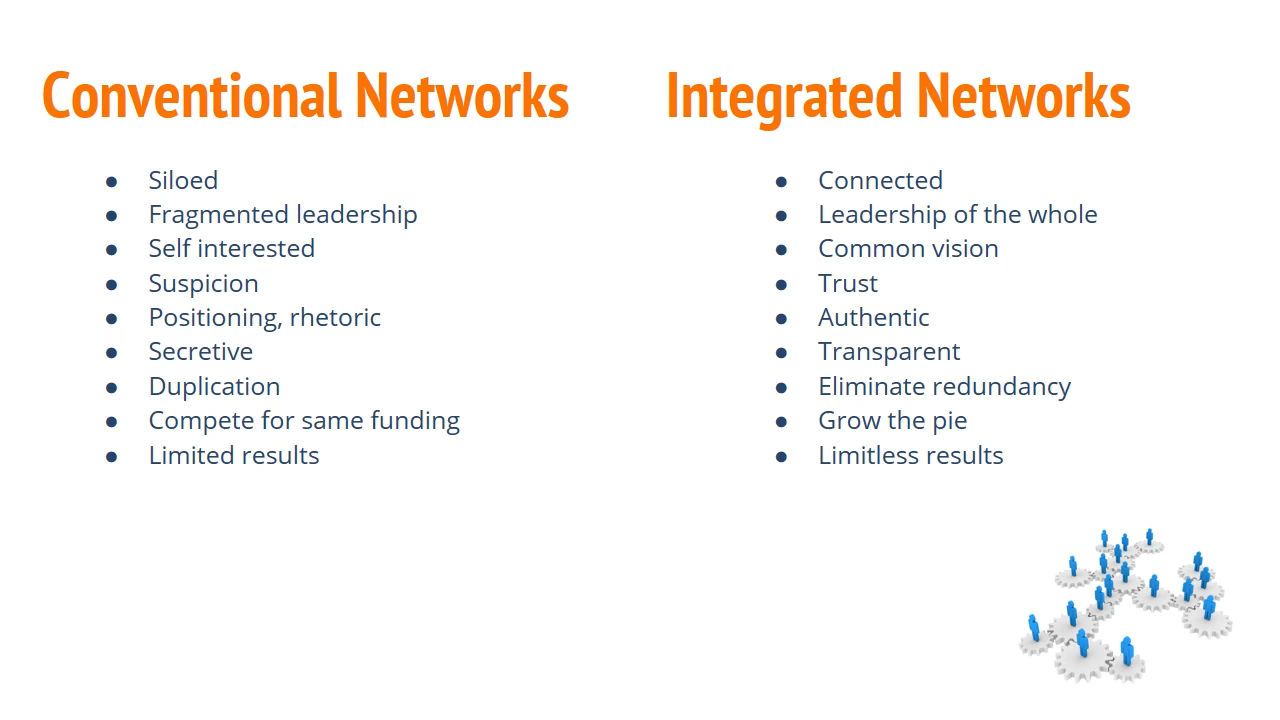 Conventional Networks
● Siloed
● Fragmented leadership
● Self interested
● Suspicion
● Positioning, rhetoric
● Secretive
● Duplication
● Compete for same funding
● Limited results
Integrated Networks
● Connected
● Leadership of the whole
● Common vision
● Trust
● Authentic
● Transparent
● Eliminate redundancy
● Grow the pie
● Limitless results